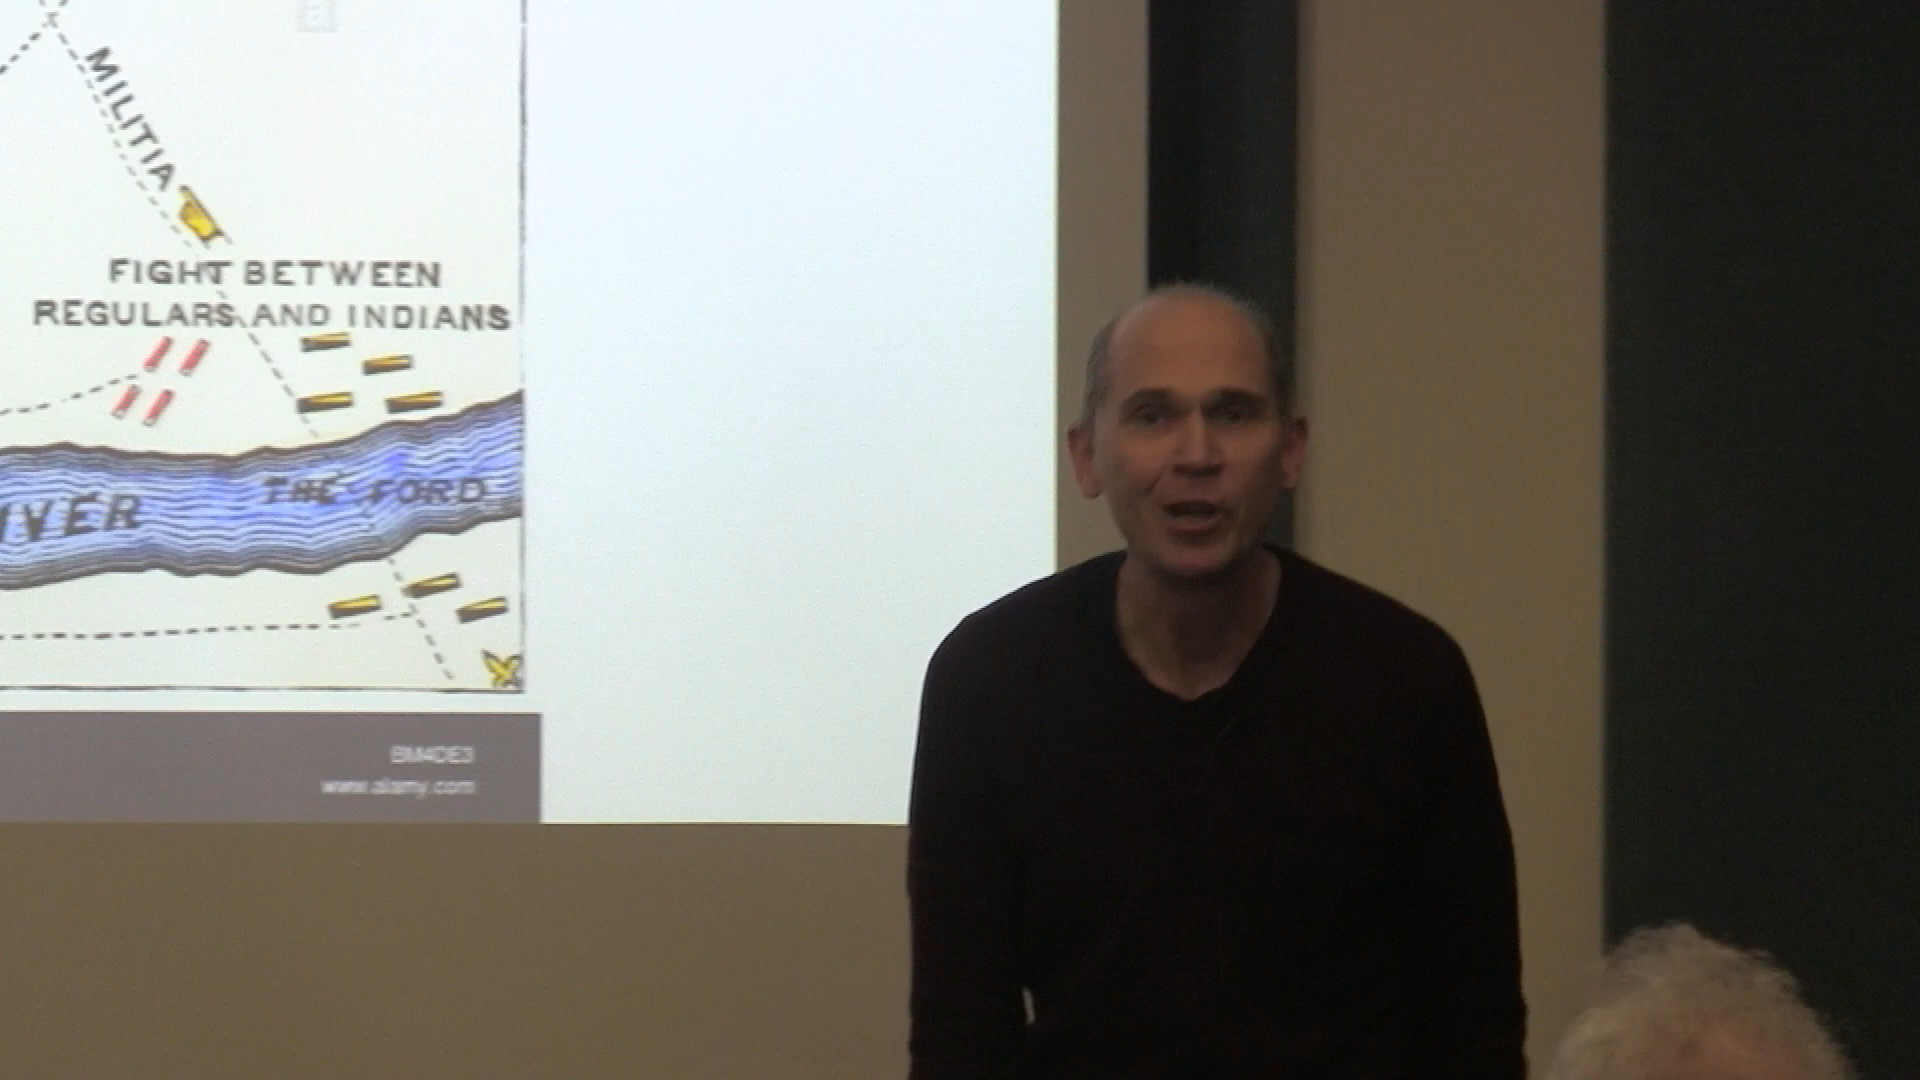 a
MILITIA
FIGHT BETWEEN
REGULARS AND INDIANS
THE FORD
IVER
BM4DE3
www.alamy.com